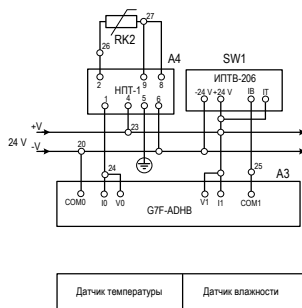 27
26
RK2
A4
SW1
2 9 8
НПТ-1
1 4 5 6
ИПТВ-206
-24 V +24 V IB IT
+V
23
24 V
-V
20
24
25
A3
COM0 I0 V0 V1 I1 COM1
G7F-ADHB
Датчик температуры Датчик влажности